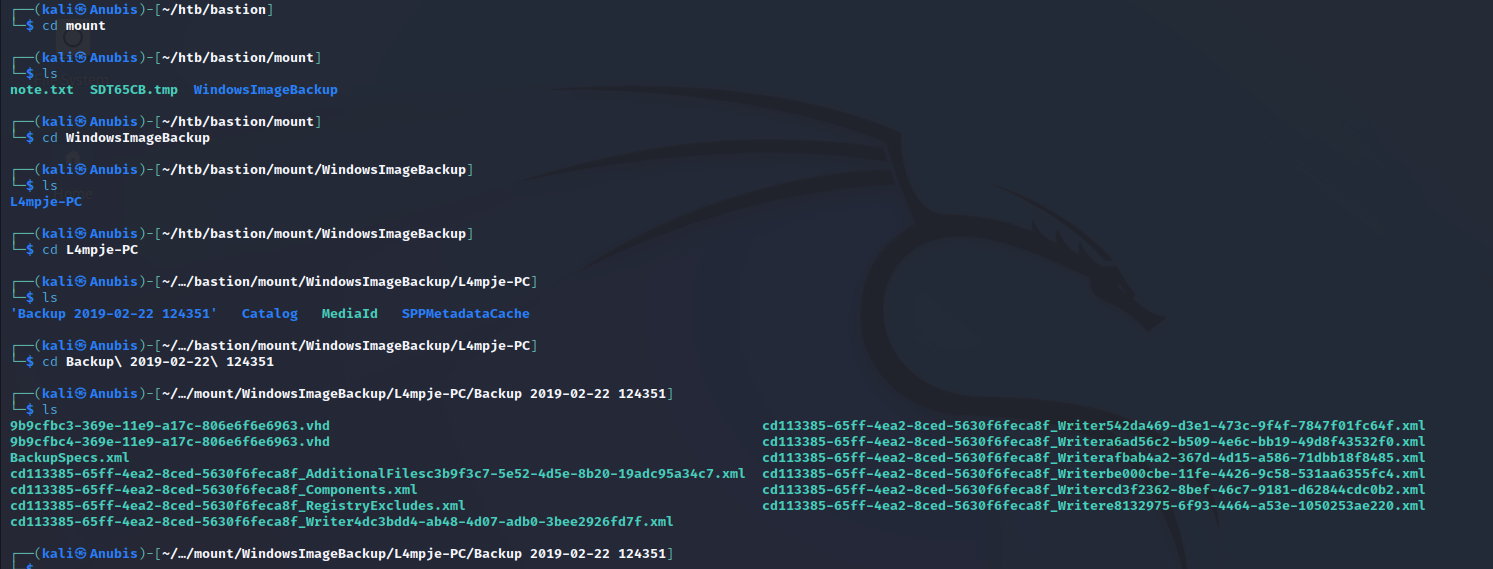 ┌──(kali㉿Anubis)-[~/htb/bastion]
└─$ cd mount
┌──(kali㉿Anubis)-[~/htb/bastion/mount]
└─$ ls
note.txt  SDT65CB.tmp  WindowsImageBackup
┌──(kali㉿Anubis)-[~/htb/bastion/mount]
└─$ cd WindowsImageBackup
┌──(kali㉿Anubis)-[~/htb/bastion/mount/WindowsImageBackup]
└─$ ls
L4mpje-PC
┌──(kali㉿Anubis)-[~/htb/bastion/mount/WindowsImageBackup]
└─$ cd L4mpje-PC
┌──(kali㉿Anubis)-[~/…/bastion/mount/WindowsImageBackup/L4mpje-PC]
└─$ ls
'Backup 2019-02-22 124351'   Catalog   MediaId   SPPMetadataCache
┌──(kali㉿Anubis)-[~/…/bastion/mount/WindowsImageBackup/L4mpje-PC]
└─$ cd Backup\ 2019-02-22\ 124351
┌──(kali㉿Anubis)-[~/…/mount/WindowsImageBackup/L4mpje-PC/Backup 2019-02-22 124351]
└─$ ls
9b9cfbc3-369e-11e9-a17c-806e6f6e6963.vhd  cd113385-65ff-4ea2-8ced-5630f6feca8f_Writer542da469-d3e1-473c-9f4f-7847f01fc64f.xml
9b9cfbc4-369e-11e9-a17c-806e6f6e6963.vhd  cd113385-65ff-4ea2-8ced-5630f6feca8f_Writera6ad56c2-b509-4e6c-bb19-49d8f43532f0.xml
BackupSpecs.xml  cd113385-65ff-4ea2-8ced-5630f6feca8f_Writerafbab4a2-367d-4d15-a586-71dbb18f8485.xml
cd113385-65ff-4ea2-8ced-5630f6feca8f_AdditionalFilesc3b9f3c7-5e52-4d5e-8b20-19adc95a34c7.xml  cd113385-65ff-4ea2-8ced-5630f6feca8f_Writerbe000cbe-11fe-4426-9c58-531aa6355fc4.xml
cd113385-65ff-4ea2-8ced-5630f6feca8f_Components.xml  cd113385-65ff-4ea2-8ced-5630f6feca8f_Writercd3f2362-8bef-46c7-9181-d62844cdc0b2.xml
cd113385-65ff-4ea2-8ced-5630f6feca8f_RegistryExcludes.xml  cd113385-65ff-4ea2-8ced-5630f6feca8f_Writere8132975-6f93-4464-a53e-1050253ae220.xml
cd113385-65ff-4ea2-8ced-5630f6feca8f_Writer4dc3bdd4-ab48-4d07-adb0-3bee2926fd7f.xml
┌──(kali㉿Anubis)-[~/…/mount/WindowsImageBackup/L4mpje-PC/Backup 2019-02-22 124351]